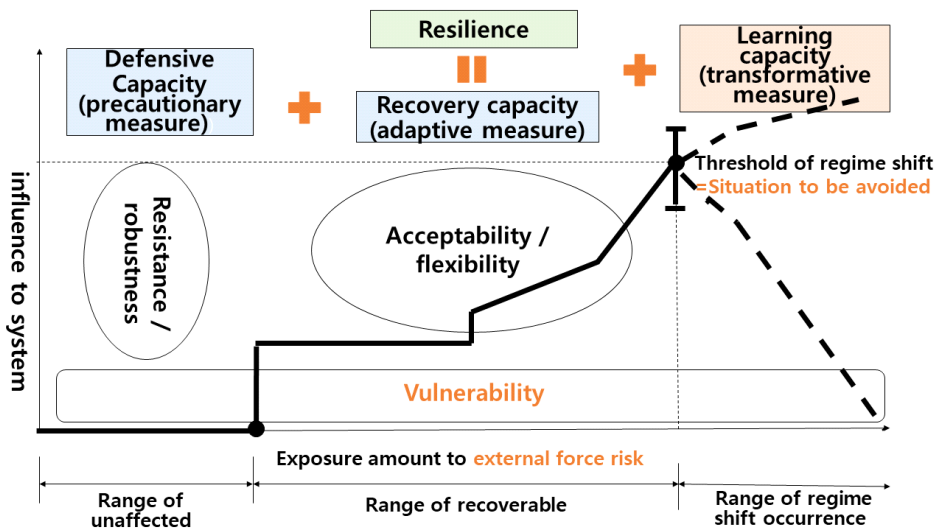 Resilience
Defensive
Capacity
(precautionary
measure)
Recovery capacity
(adaptive measure)
Learning
capacity
(transformative
measure)
influence to system
Resistance /
robustness
Acceptability /
flexibility
Threshold of regime shift
=Situation to be avoided
Vulnerability
Exposure amount to external force risk
Range of
unaffected
Range of recoverable
Range of regime
shift occurrence